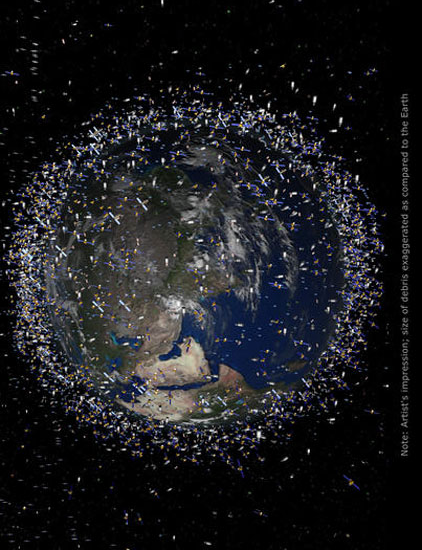 Note: Artist's impression; size of debris exaggerated as compared to the Earth